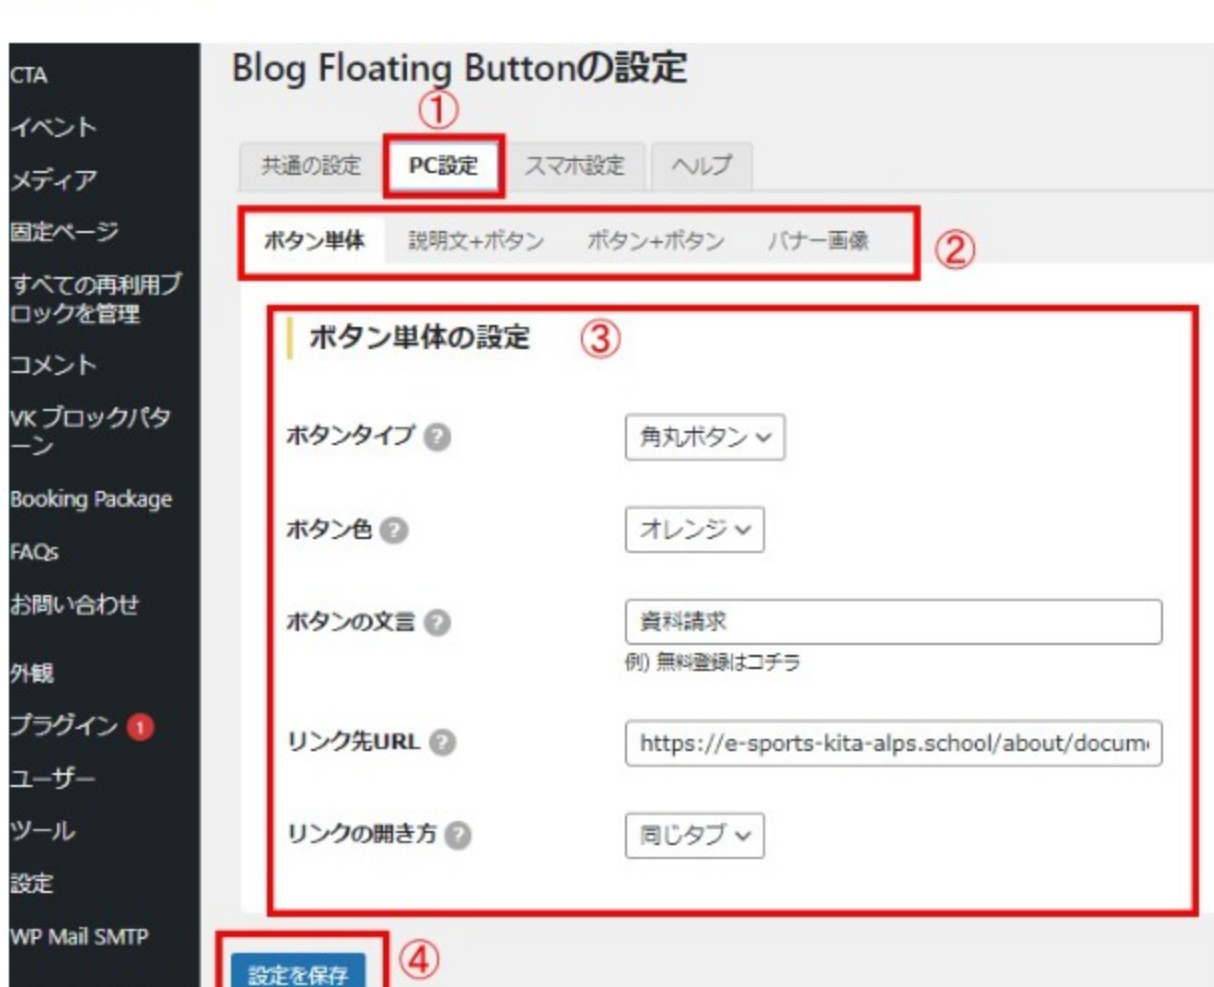 Blog Floating Buttonの設定
①
共通の設定 PC設定 スマホ設定 ヘルプ
ボタン単体 説明文+ボタン ボタン+ボタン バナー画像 ②
ボタン単体の設定 ③
ボタンタイプ ? 角丸ボタン
ボタン色 ? オレンジ
ボタンの文言 ? 資料請求
例) 無料登録はコチラ
リンク先URL ? https://e-sports-kita-alps.school/about/docum
リンクの開き方 ? 同じタブ
設定を保存 ④
CTA
イベント
メディア
固定ページ
すべての再利用ブ
ロックを管理
コメント
VK ブロックパタ
ーン
Booking Package
FAQs
お問い合わせ
外観
プラグイン 1
ユーザー
ツール
設定
WP Mail SMTP